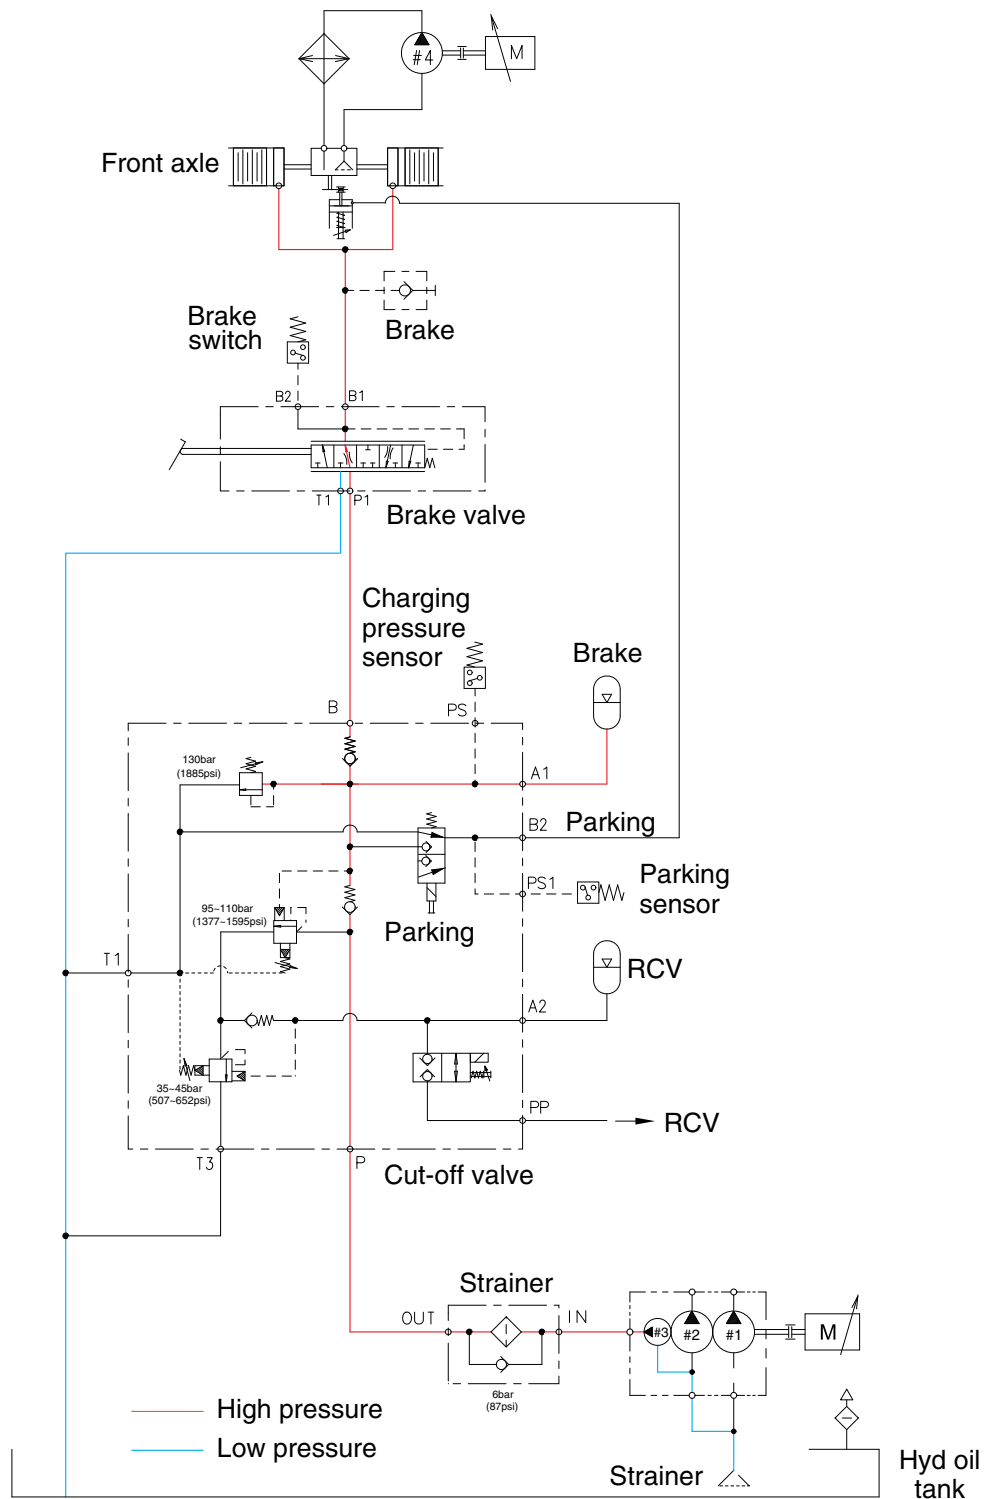 #4
M
Front axle
Brake
switch
Brake
B2
B1
T1
P1
Brake valve
Charging
pressure
sensor
Brake
B
PS
130bar
(1885psi)
A1
B2
Parking
PS1
Parking
sensor
95~110bar
(1377~1595psi)
Parking
T1
RCV
A2
35~45bar
(507~652psi)
PP
RCV
T3
P
Cut-off valve
Strainer
OUT
IN
#3
#2
#1
M
6bar
(87psi)
High pressure
Low pressure
Strainer
Hyd oil
tank